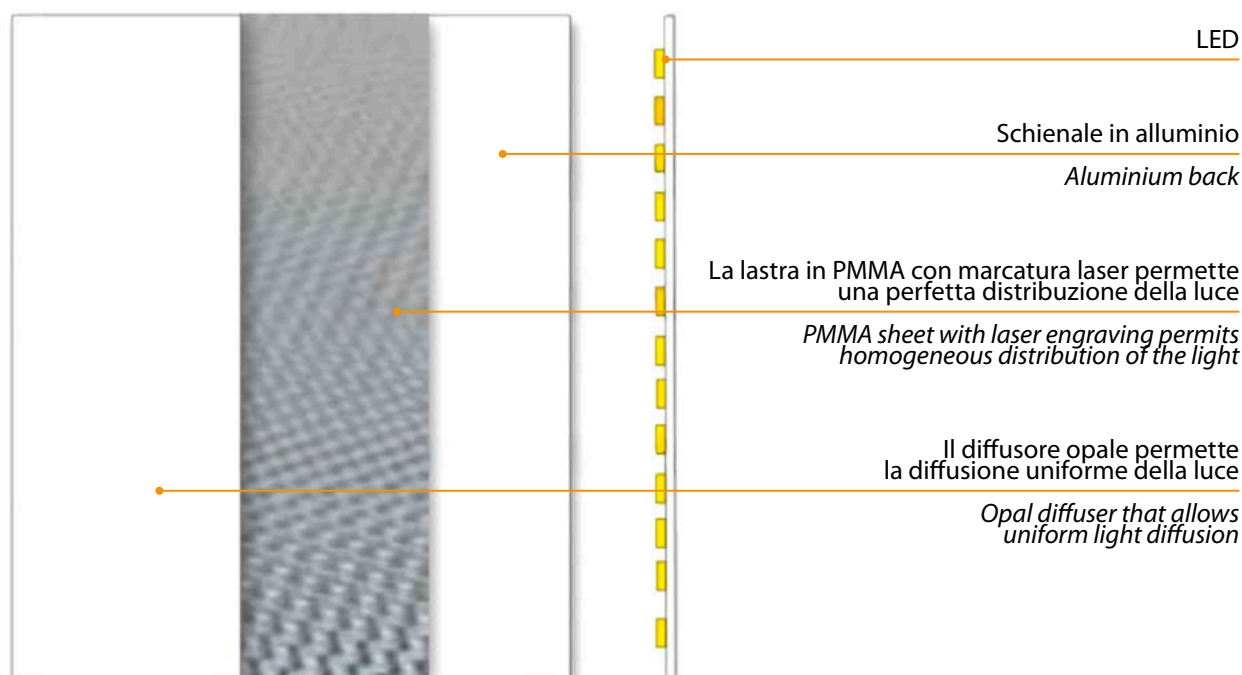 LED
Schienale in alluminio
Aluminium back
La lastra in PMMA con marcatura laser permette
una perfetta distribuzione della luce
PMMA sheet with laser engraving permits
homogeneous distribution of the light
Il diffusore opale permette
la diffusione uniforme della luce
Opal diffuser that allows
uniform light diffusion